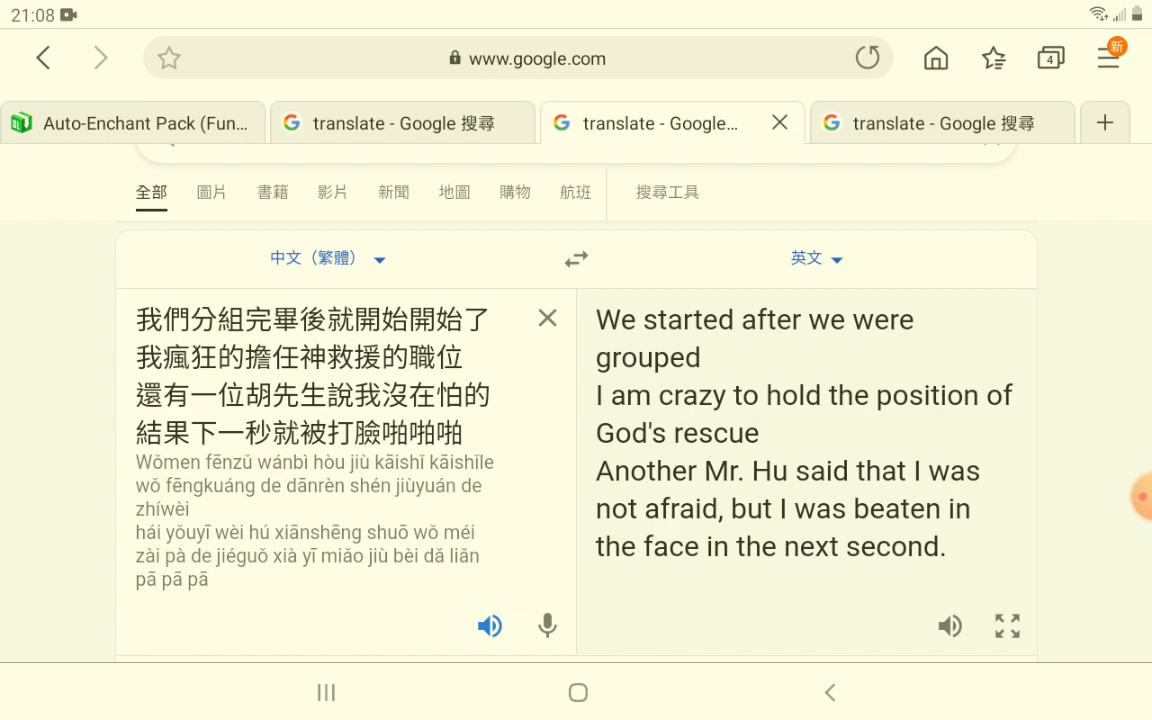 21:08
www.google.com
4
新
Auto-Enchant Pack (Fun...
translate - Google 搜尋
translate - Google...
translate - Google 搜尋
全部
圖片
書籍
影片
新聞
地圖
購物
航班
搜尋工具
中文（繁體）
英文
我們分組完畢後就開始開始了
我瘋狂的擔任神救援的職位
還有一位胡先生說我沒在怕的
結果下一秒就被打臉啪啪啪
Wǒmen fēnzǔ wánbì hòu jiù kāishǐ kāishǐle
wǒ fēngkuáng de dānrèn shén jiùyuán de
zhíwèi
hái yǒuyī wèi hú xiānshēng shuō wǒ méi
zài pà de jiéguǒ xià yī miǎo jiù bèi dǎ liǎn
pā pā pā
We started after we were
grouped
I am crazy to hold the position of
God's rescue
Another Mr. Hu said that I was
not afraid, but I was beaten in
the face in the next second.